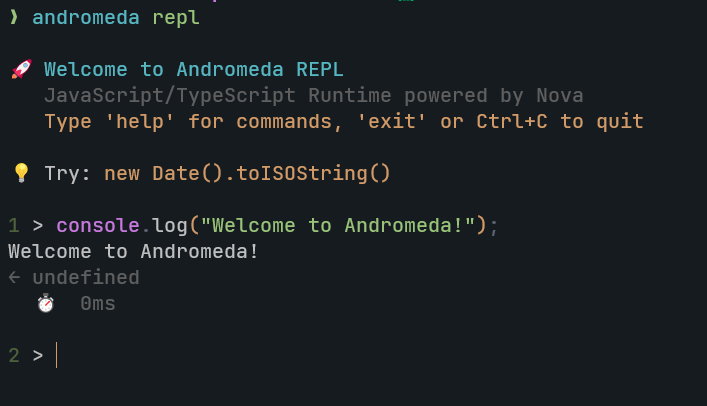 ❱ andromeda repl
🚀 Welcome to Andromeda REPL
JavaScript/TypeScript Runtime powered by Nova
Type 'help' for commands, 'exit' or Ctrl+C to quit
💡 Try: new Date().toISOString()
1 > console.log("Welcome to Andromeda!");
Welcome to Andromeda!
← undefined
⏱ 0ms
2 >